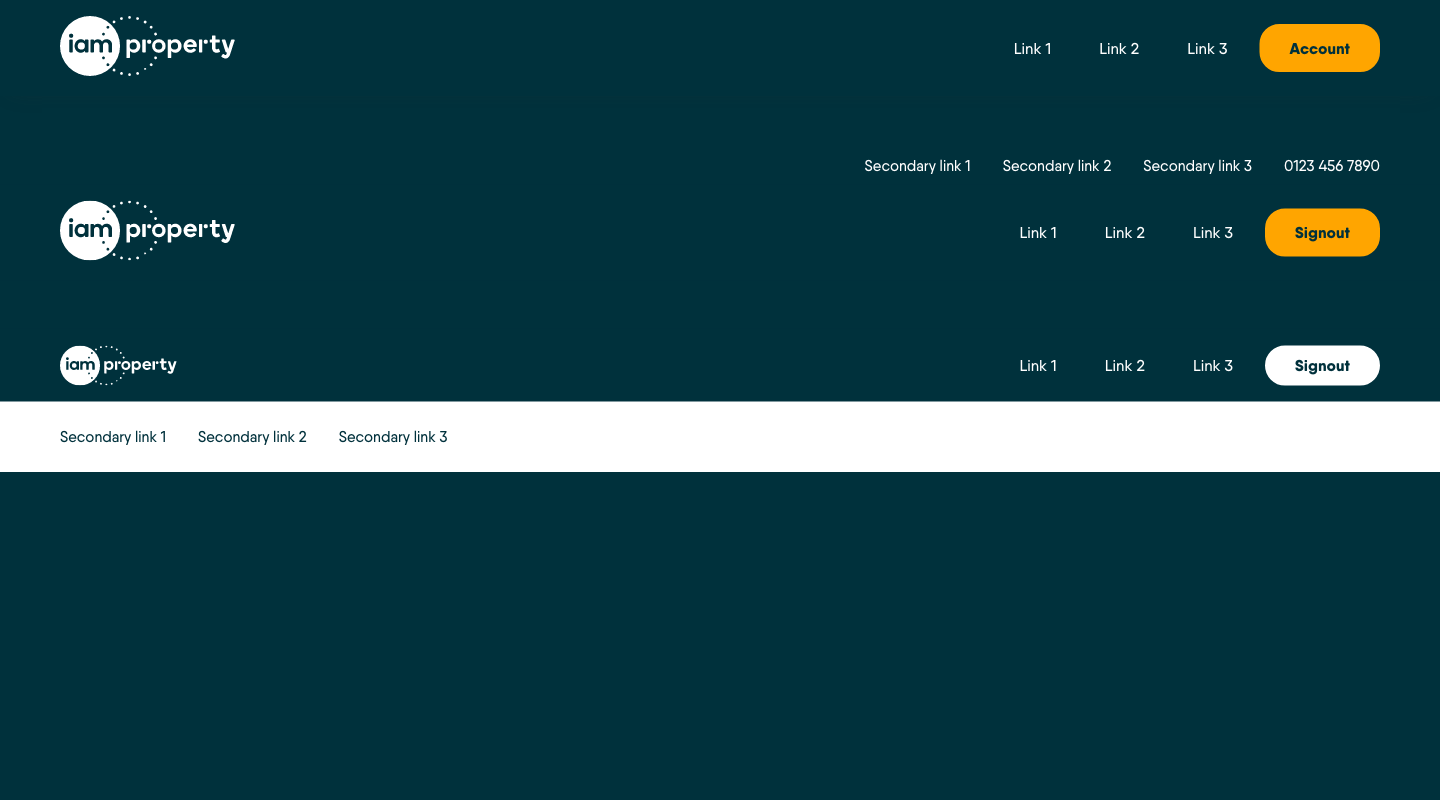 iam property Link 1 Link 2 Link 3 Account
Secondary link 1 Secondary link 2 Secondary link 3 0123 456 7890
iam property Link 1 Link 2 Link 3 Signout
iam property Link 1 Link 2 Link 3 Signout
Secondary link 1 Secondary link 2 Secondary link 3